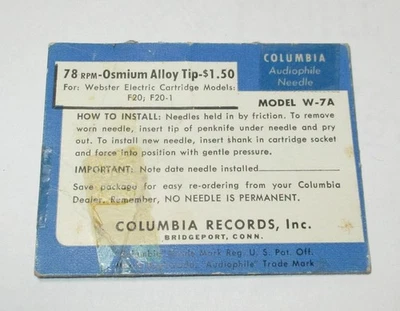 COLUMBIA
Audiophile
Needle
78 RPM-Osmium Alloy Tip-$1.50
For: Webster Electric Cartridge Models:
F20; F20-1
MODEL W-7A
HOW TO INSTALL: Needles held in by friction. To remove
worn needle, insert tip of penknife under needle and pry
out. To install new needle, insert shank in cartridge socket
and force into position with gentle pressure.
IMPORTANT: Note date needle installed
Save package for easy re-ordering from your Columbia
Dealer. Remember, NO NEEDLE IS PERMANENT.
COLUMBIA RECORDS, Inc.
BRIDGEPORT, CONN.
Trade Mark Reg. U. S. Pat. Off.
"Audiophile" Trade Mark